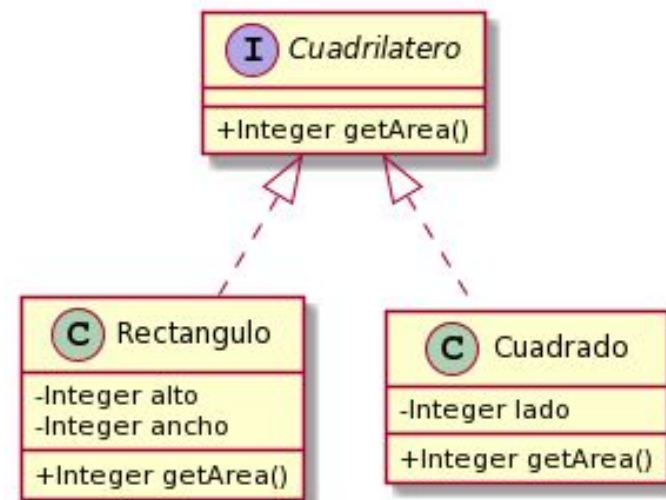 I Cuadrilatero
+Integer getArea()
C Rectangulo
-Integer alto
-Integer ancho
+Integer getArea()
C Cuadrado
-Integer lado
+Integer getArea()